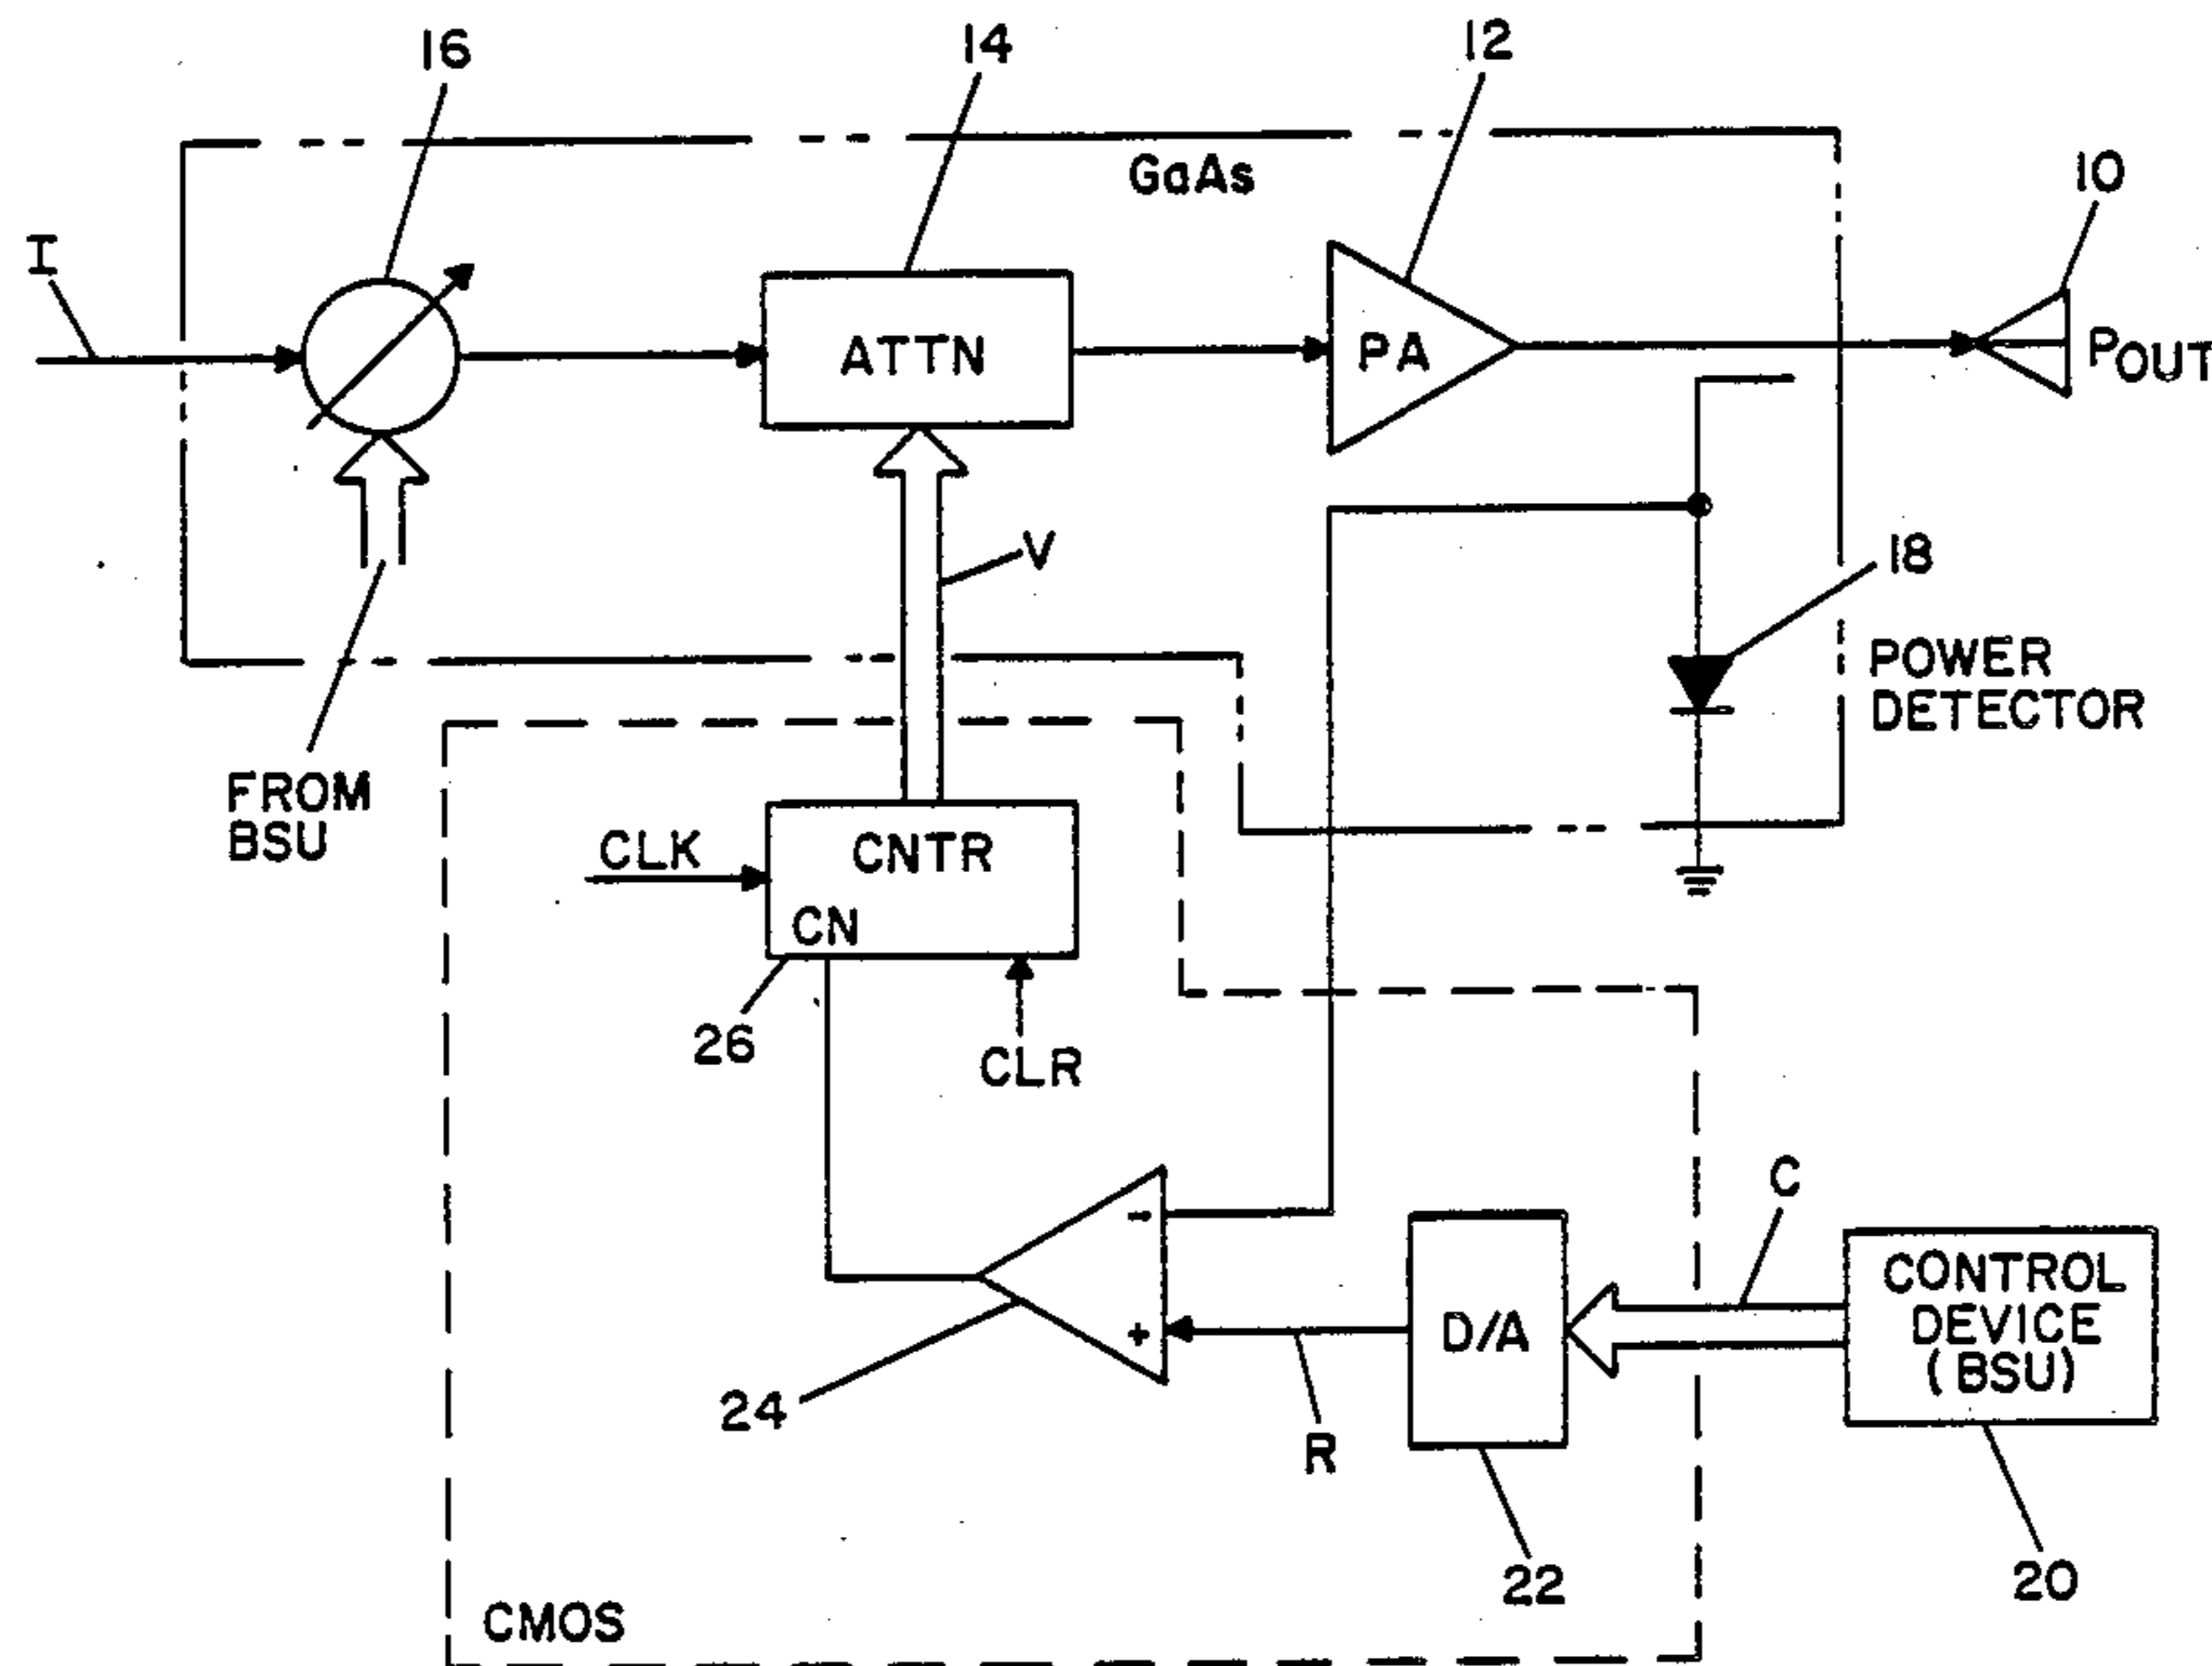 16
14
12
GaAs
10
I
ATTN
PA
POUT
V
18
POWER
DETECTOR
FROM
BSU
CLK
CNTR
CN
26
CLR
-
C
CONTROL
DEVICE
(BSU)
D/A
+
24
R
22
20
CMOS